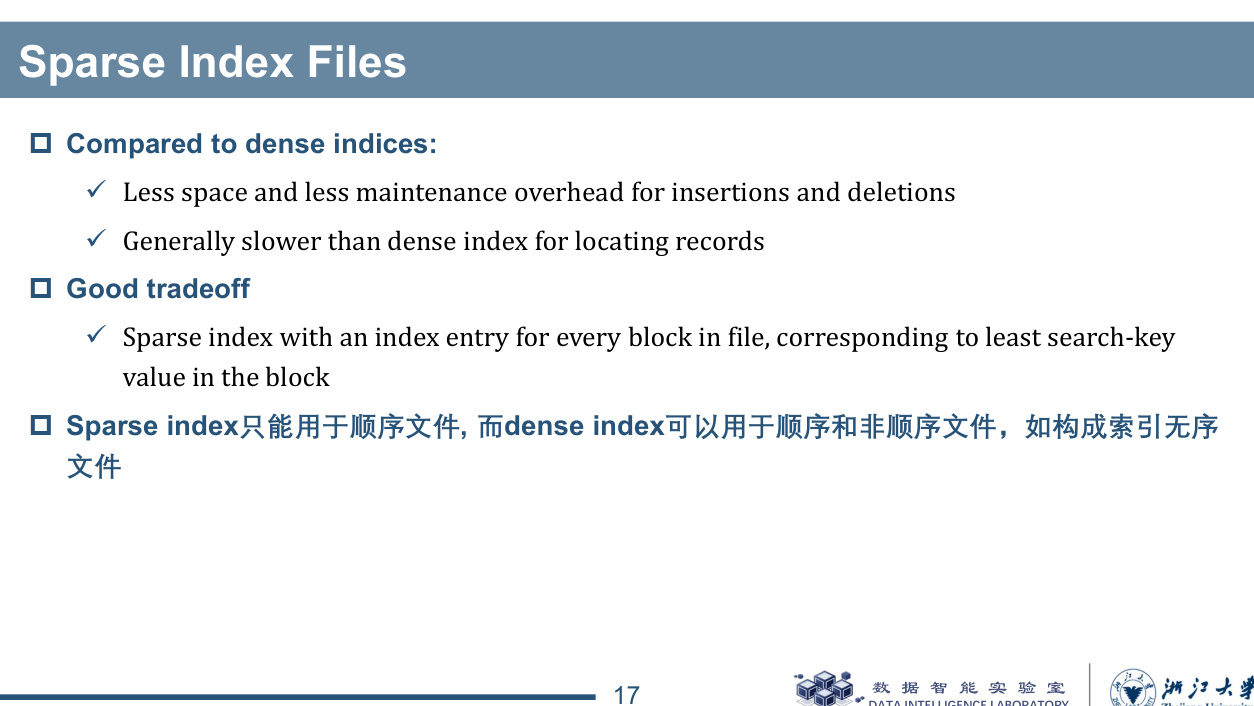 Sparse Index Files
Compared to dense indices:
Less space and less maintenance overhead for insertions and deletions
Generally slower than dense index for locating records
Good tradeoff
Sparse index with an index entry for every block in file, corresponding to least search-key
value in the block
Sparse index只能用于顺序文件, 而dense index可以用于顺序和非顺序文件，如构成索引无序
文件
17
数据智能实验室
DATA INTELLIGENCE LABORATORY
浙江大学